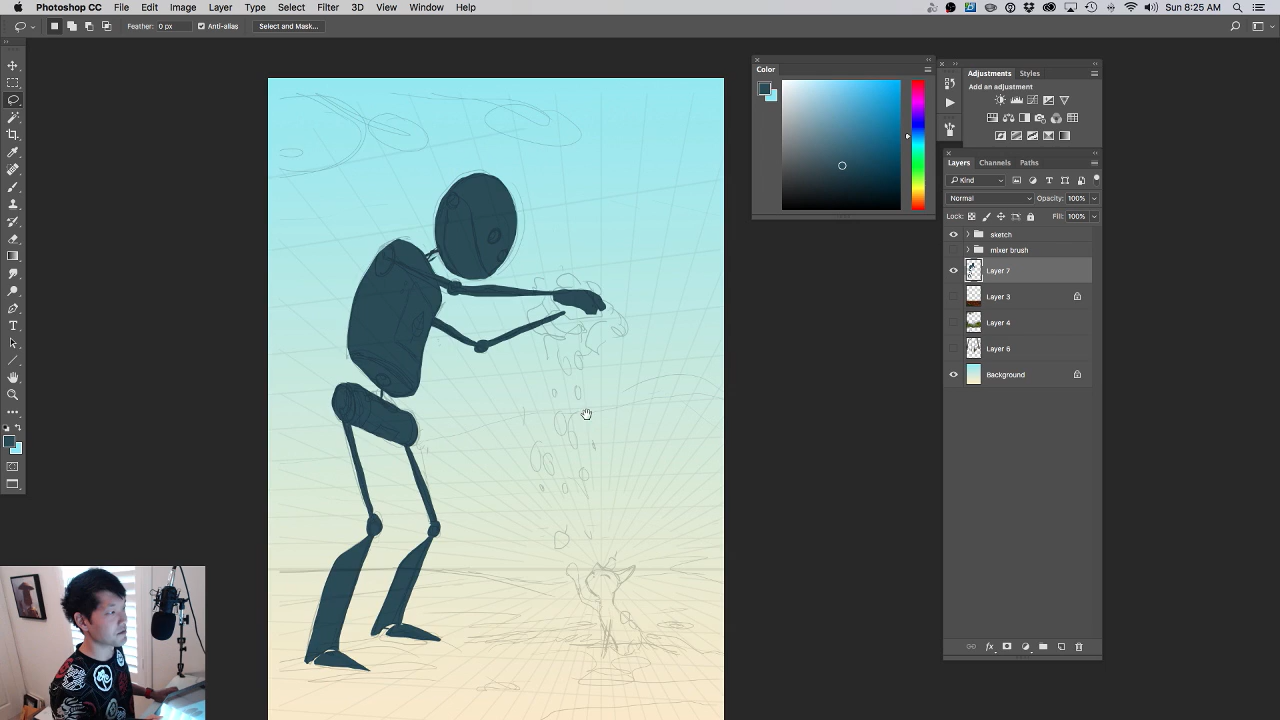 Photoshop CC File Edit Image Layer Type Select Filter 3D View Window Help Sun 8:25 AM
Feather: 0 px Anti-alias Select and Mask...
Color
Adjustments Styles
Add an adjustment
Layers Channels Paths
Kind
Normal Opacity: 100%
Lock: Fill: 100%
sketch
mixer brush
Layer 7
Layer 3
Layer 4
Layer 6
Background